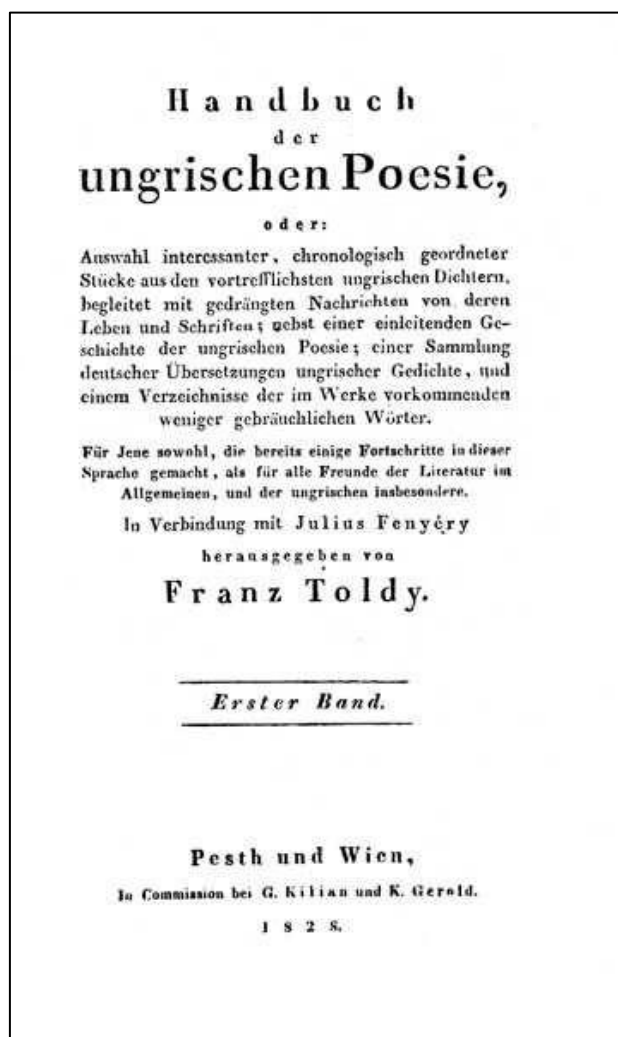 Handbuch
der
ungrischen Poesie,
oder:
Auswahl interessanter, chronologisch geordneter
Stücke aus den vortrefflichsten ungrischen Dichtern,
begleitet mit gedrängten Nachrichten von deren
Leben und Schriften; nebst einer einleitenden Ge-
schichte der ungrischen Poesie; einer Sammlung
deutscher Übersetzungen ungrischer Gedichte, und
einem Verzeichnisse der im Werke vorkommenden
weniger gebräuchlichen Wörter.
Für Jene sowohl, die bereits einige Fortschritte in dieser
Sprache gemacht, als für alle Freunde der Literatur im
Allgemeinen, und der ungrischen insbesondere.
In Verbindung mit Julius Fenyéry
herausgegeben von
Franz Toldy.
Erster Band.
Pesth und Wien,
In Commission bei G. Kilian und K. Gerold.
1828.